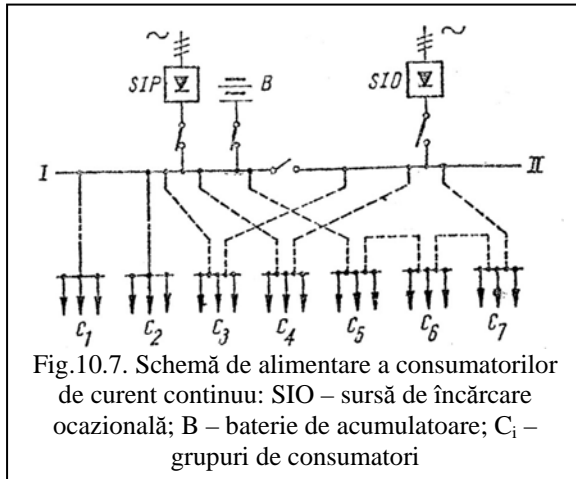 ~ ~
SIP B SIO
I II
C1 C2 C3 C4 C5 C6 C7
Fig.10.7. Schemă de alimentare a consumatorilor
de curent continuu: SIO – sursă de încărcare
ocazională; B – baterie de acumulatoare; Ci –
grupuri de consumatori